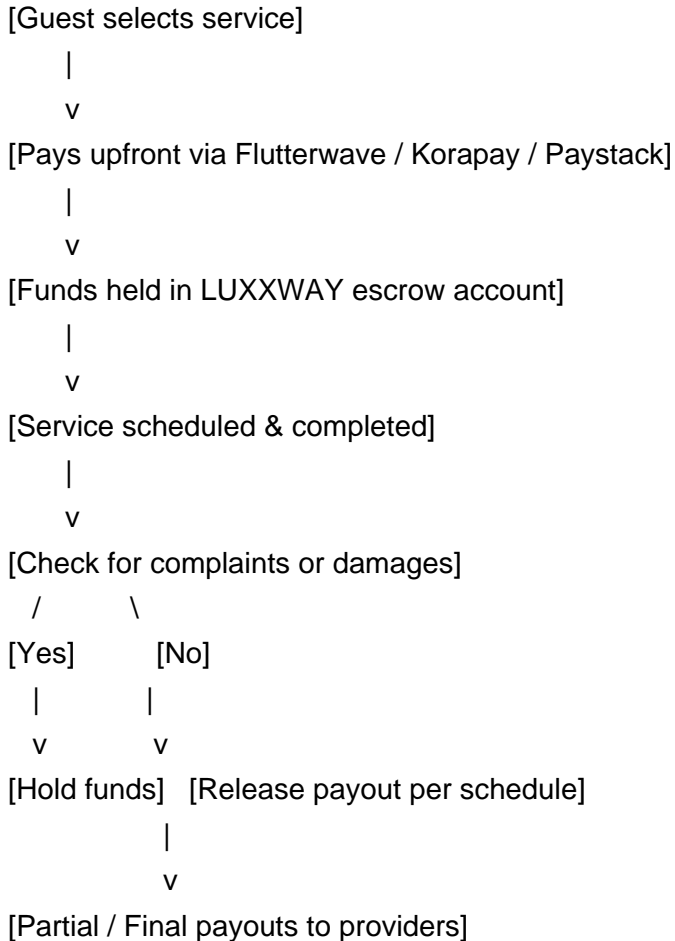 [Guest selects service]
|
v
[Pays upfront via Flutterwave / Korapay / Paystack]
|
v
[Funds held in LUXXWAY escrow account]
|
v
[Service scheduled & completed]
|
v
[Check for complaints or damages]
/ \
[Yes] [No]
| |
v v
[Hold funds] [Release payout per schedule]
|
v
[Partial / Final payouts to providers]